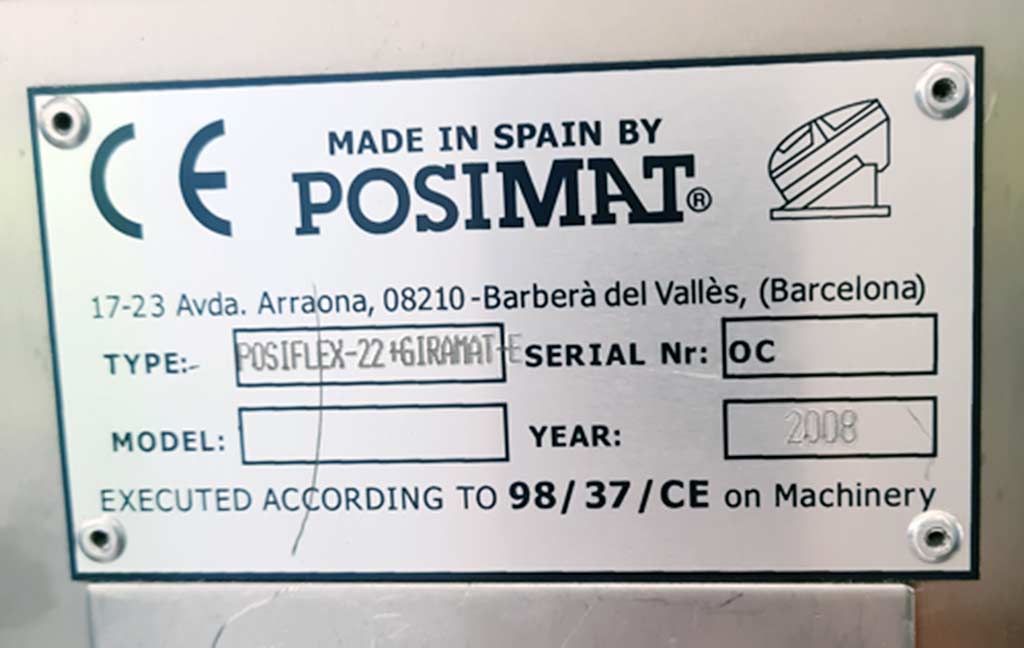 CE
MADE IN SPAIN BY
POSIMAT®
17-23 Avda. Arraona, 08210-Barberà del Vallès, (Barcelona)
TYPE:- POSIFLEX-22+GIRAMAT-E SERIAL Nr: OC
MODEL: YEAR: 2008
EXECUTED ACCORDING TO 98/37/CE on Machinery